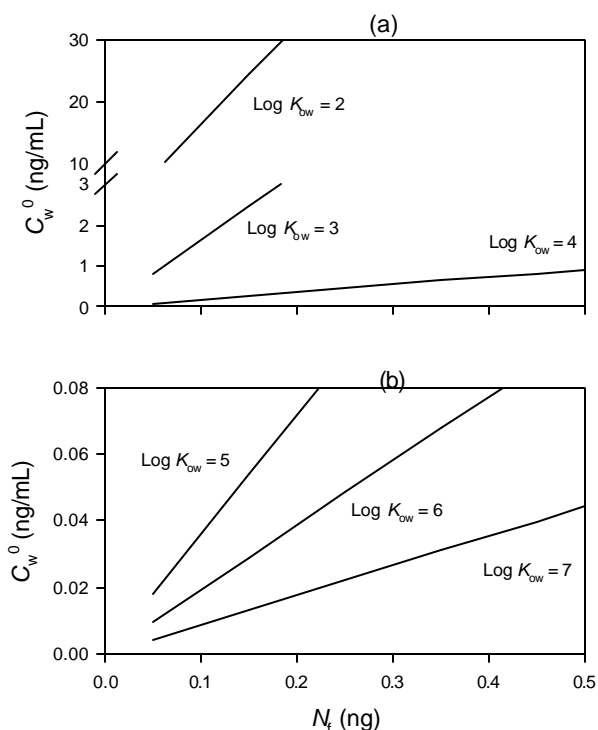 (a)
30
20
10
3
2
1
0
C_w^0 (ng/mL)
Log K_ow = 2
Log K_ow = 3
Log K_ow = 4
(b)
0.08
0.06
0.04
0.02
0.00
C_w^0 (ng/mL)
Log K_ow = 5
Log K_ow = 6
Log K_ow = 7
0.0 0.1 0.2 0.3 0.4 0.5
N_f (ng)